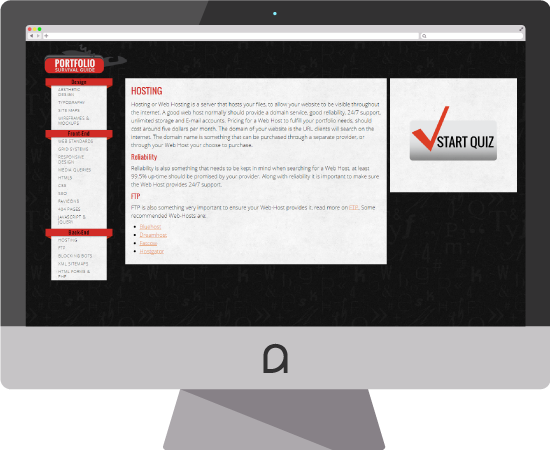 PORTFOLIO
SURVIVAL GUIDE
Design
AESTHETIC
DESIGN
TYPOGRAPHY
SITE MAPS
WIREFRAMES &
MOCKUPS
Front-End
WEB STANDARDS
GRID SYSTEMS
RESPONSIVE
DESIGN
MEDIA QUERIES
HTML5
CSS
SEO
FAVICONS
404 PAGES
JAVASCRIPT &
JQUERY
Back-End
HOSTING
FTP
BLOCKING BOTS
XML SITEMAPS
HTML FORMS &
PHP
HOSTING
Hosting or Web Hosting is a server that hosts your files, to allow your website to be visible throughout
the internet. A good web host normally should provide a domain service, good reliability, 24/7 support,
unlimited storage and E-mail accounts. Pricing for a Web Host to fulfill your portfolio needs, should
cost around five dollars per month. The domain of your website is the URL clients will search on the
internet. The domain name is something that can be purchased through a separate provider, or
through your Web Host your choose to purchase.
Reliability
Reliability is also something that needs to be kept in mind when searching for a Web Host, at least
99.5% up-time should be promised by your provider. Along with reliability it is important to make sure
the Web Host provides 24/7 support.
FTP
FTP is also something very important to ensure your Web-Host provides it, read more on FTP. Some
recommended Web-Hosts are:
Bluehost
Dreamhost
Hostgator
START QUIZ